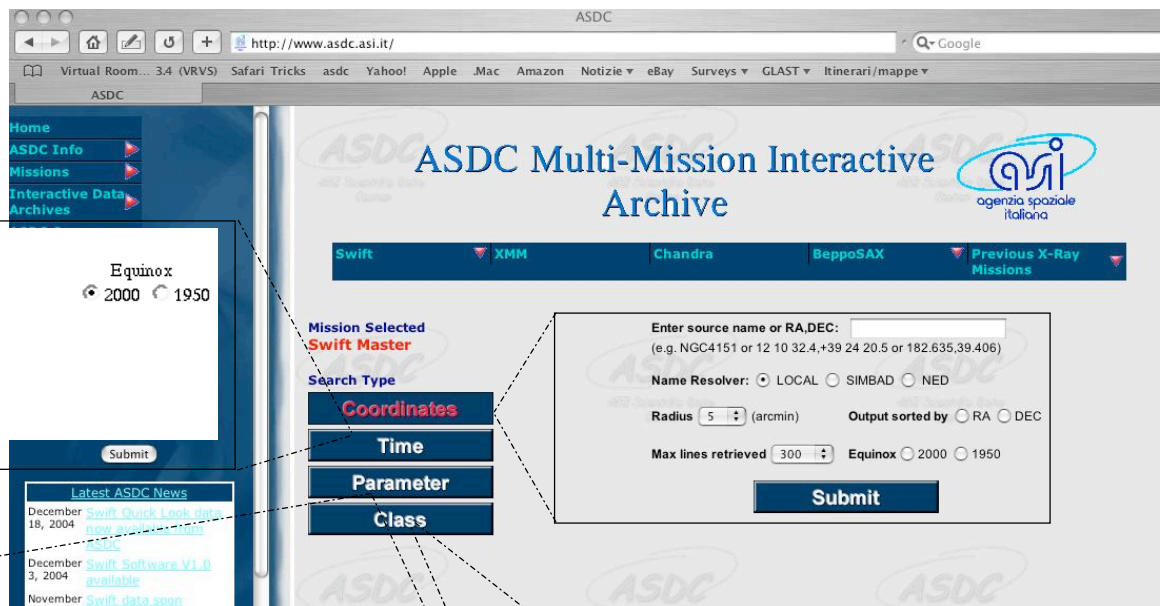 ASDC
http://www.asdc.asi.it/
Q Google
Virtual Room... 3.4 (VRVS) Safari Tricks asdc Yahoo! Apple .Mac Amazon Notizie eBay Surveys GLAST Itinerari/mappe
ASDC
Home
ASDC Info
Missions
Interactive Data
Archives
Equinox
2000 1950
Submit
Latest ASDC News
December 18, 2004 Swift Quick Look data now available from ASDC
December 3, 2004 Swift Software V1.0 available
November Swift data soon
ASDC Multi-Mission Interactive
Archive
asi
agenzia spaziale
italiana
Swift XMM Chandra BeppoSAX Previous X-Ray Missions
Mission Selected
Swift Master
Search Type
Coordinates
Time
Parameter
Class
Enter source name or RA,DEC:
(e.g. NGC4151 or 12 10 32.4,+39 24 20.5 or 182.635,39.406)
Name Resolver: LOCAL SIMBAD NED
Radius 5 (arcmin) Output sorted by RA DEC
Max lines retrieved 300 Equinox 2000 1950
Submit
ASDC
ASDC
ASDC